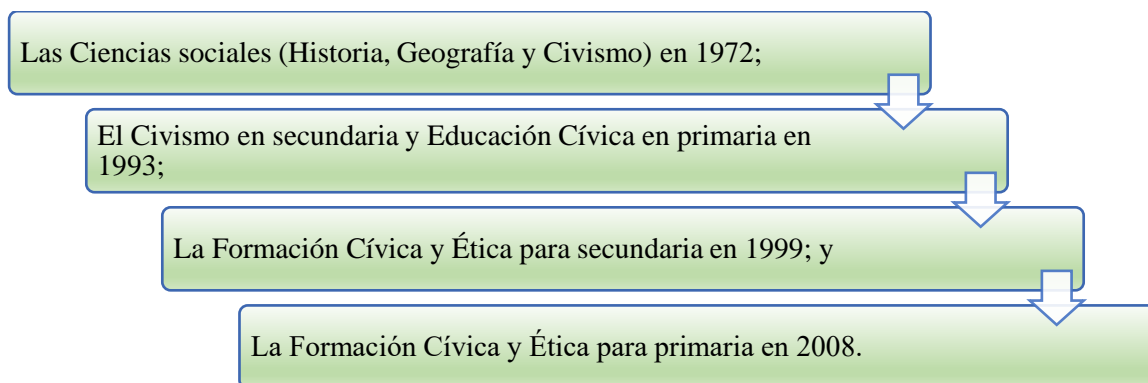 Las Ciencias sociales (Historia, Geografía y Civismo) en 1972;
El Civismo en secundaria y Educación Cívica en primaria en
1993;
La Formación Cívica y Ética para secundaria en 1999; y
La Formación Cívica y Ética para primaria en 2008.